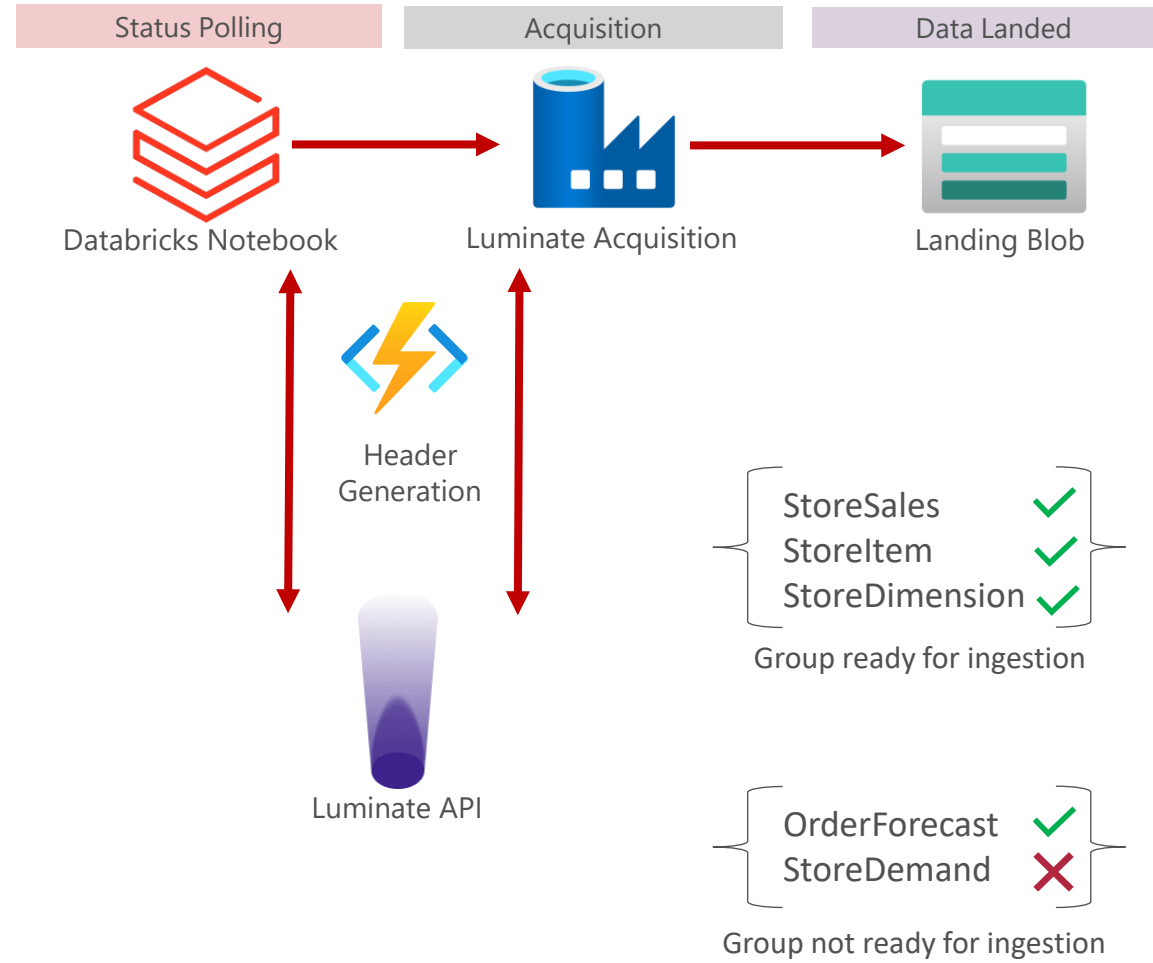 Status Polling
Acquisition
Data Landed
Databricks Notebook
Luminate Acquisition
Landing Blob
Header
Generation
Luminate API
StoreSales
StoreItem
StoreDimension
Group ready for ingestion
OrderForecast
StoreDemand
Group not ready for ingestion